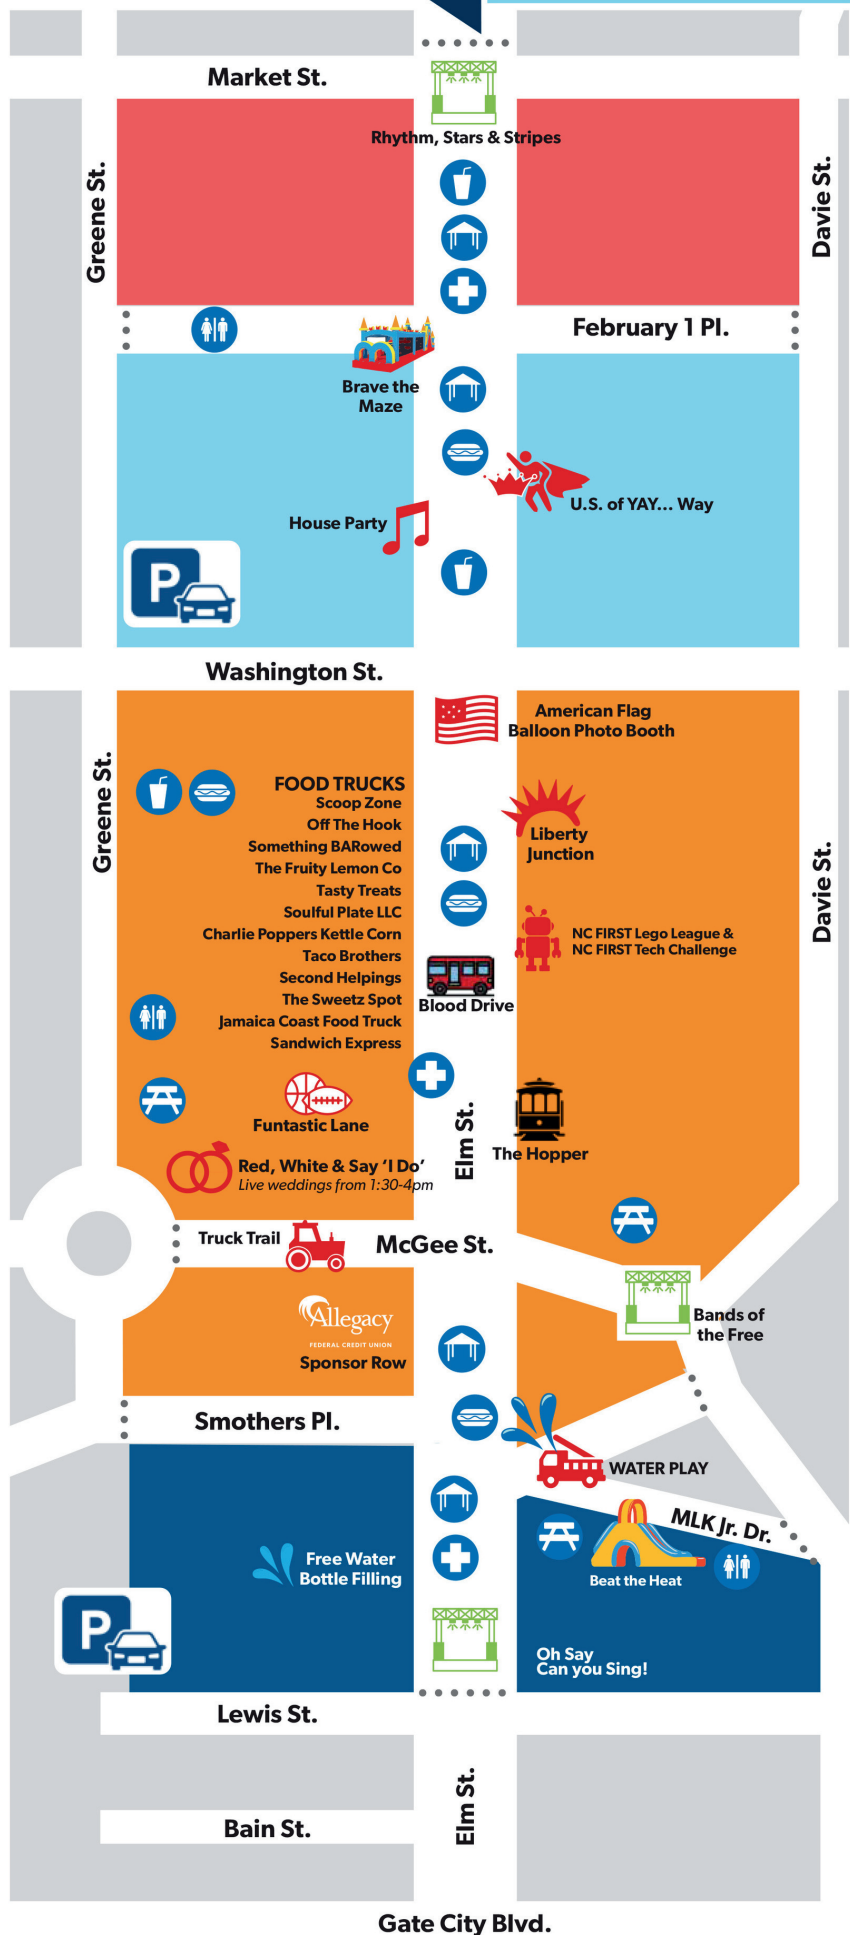 Market St.
Rhythm, Stars & Stripes
Greene St.
Davie St.
February 1 Pl.
Brave the
Maze
U.S. of YAY... Way
House Party
P
Washington St.
American Flag
Balloon Photo Booth
Greene St.
FOOD TRUCKS
Scoop Zone
Off The Hook
Something BARowed
The Fruity Lemon Co
Tasty Treats
Soulful Plate LLC
Charlie Poppers Kettle Corn
Taco Brothers
Second Helpings
The Sweetz Spot
Jamaica Coast Food Truck
Sandwich Express
Liberty
Junction
Davie St.
NC FIRST Lego League &
NC FIRST Tech Challenge
Blood Drive
Funtastic Lane
Elm St.
The Hopper
Red, White & Say ‘I Do’
Live weddings from 1:30-4pm
Truck Trail
McGee St.
Allegacy
FEDERAL CREDIT UNION
Sponsor Row
Bands of
the Free
Smothers Pl.
WATER PLAY
MLK Jr. Dr.
Free Water
Bottle Filling
Beat the Heat
P
Oh Say
Can you Sing!
Lewis St.
Elm St.
Bain St.
Gate City Blvd.